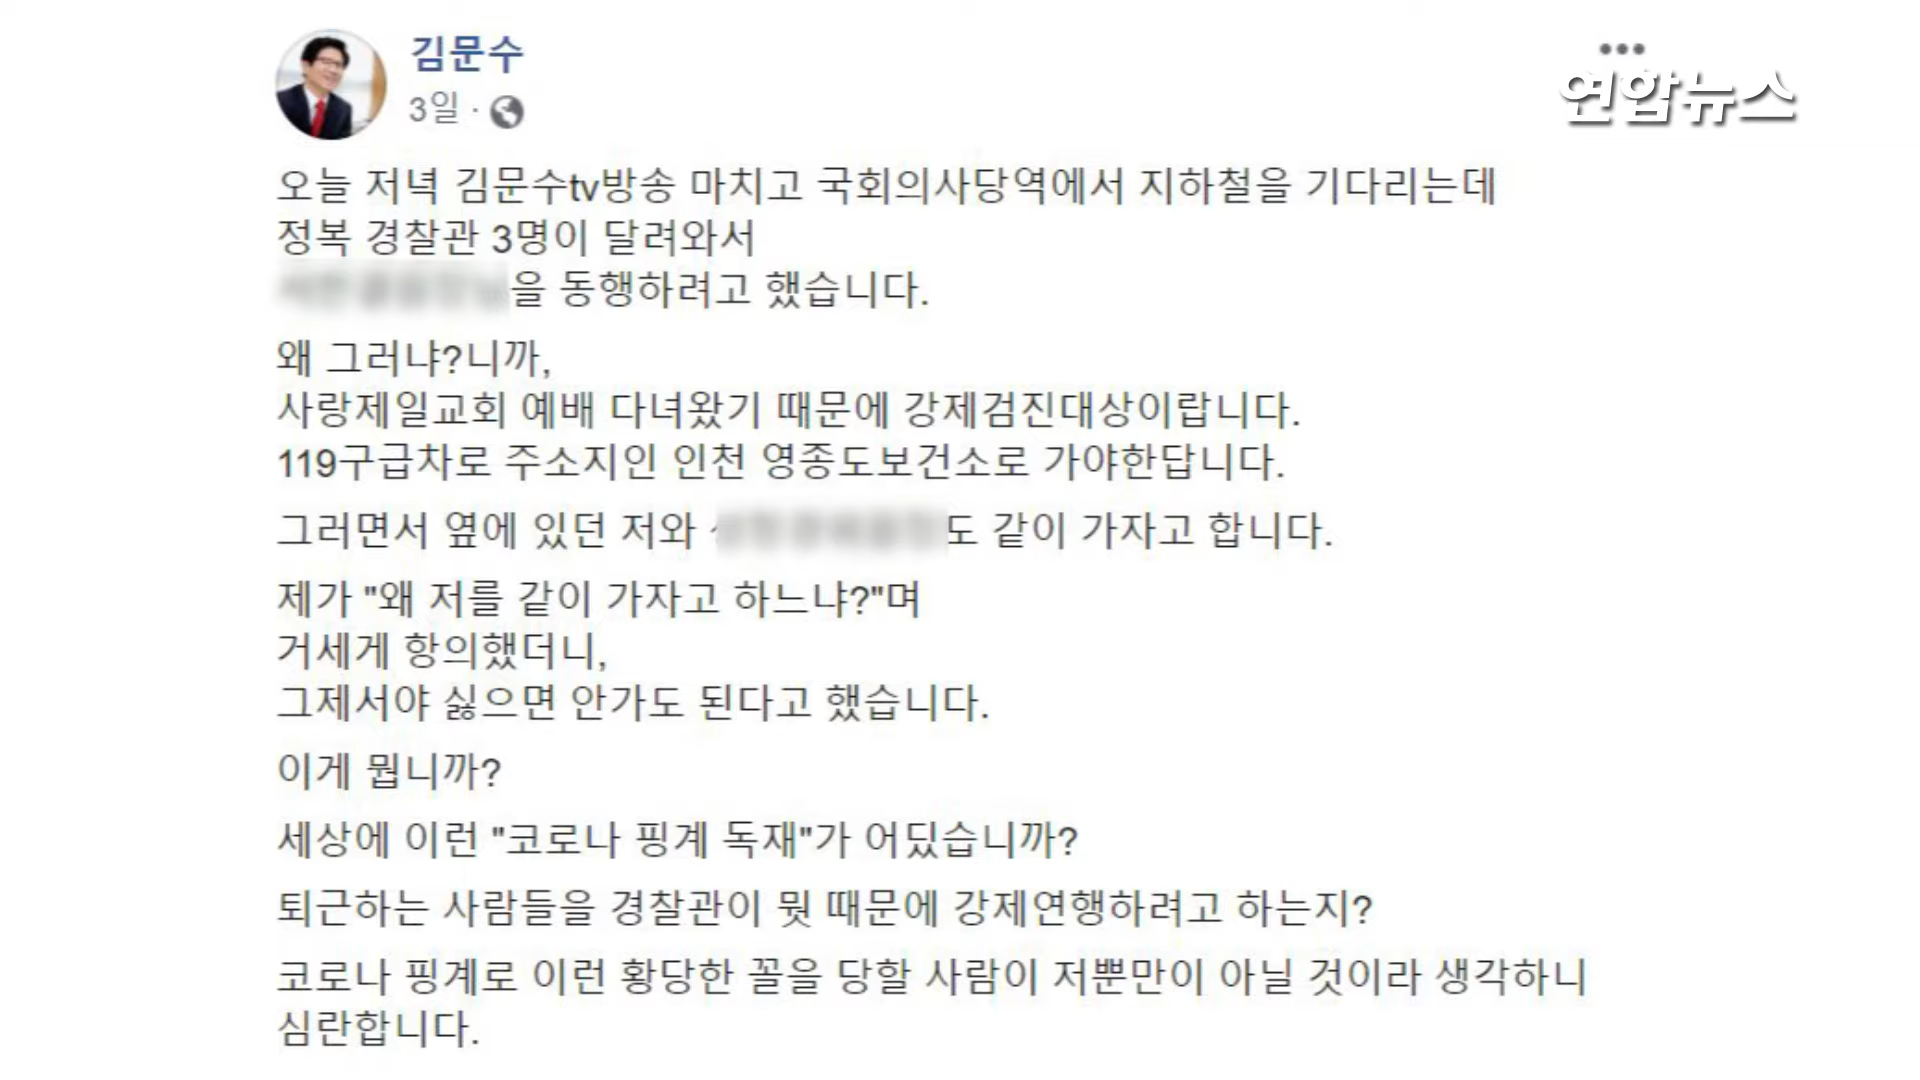 김문수
3일 ·
연합뉴스
오늘 저녁 김문수tv방송 마치고 국회의사당역에서 지하철을 기다리는데
정복 경찰관 3명이 달려와서
을 동행하려고 했습니다.
왜 그러냐?니까,
사랑제일교회 예배 다녀왔기 때문에 강제검진대상이랍니다.
119구급차로 주소지인 인천 영종도보건소로 가야한답니다.
그러면서 옆에 있던 저와 도 같이 가자고 합니다.
제가 "왜 저를 같이 가자고 하느냐?"며
거세게 항의했더니,
그제서야 싫으면 안가도 된다고 했습니다.
이게 뭡니까?
세상에 이런 "코로나 핑계 독재"가 어딨습니까?
퇴근하는 사람들을 경찰관이 뭣 때문에 강제연행하려고 하는지?
코로나 핑계로 이런 황당한 꼴을 당할 사람이 저뿐만이 아닐 것이라 생각하니
심란합니다.